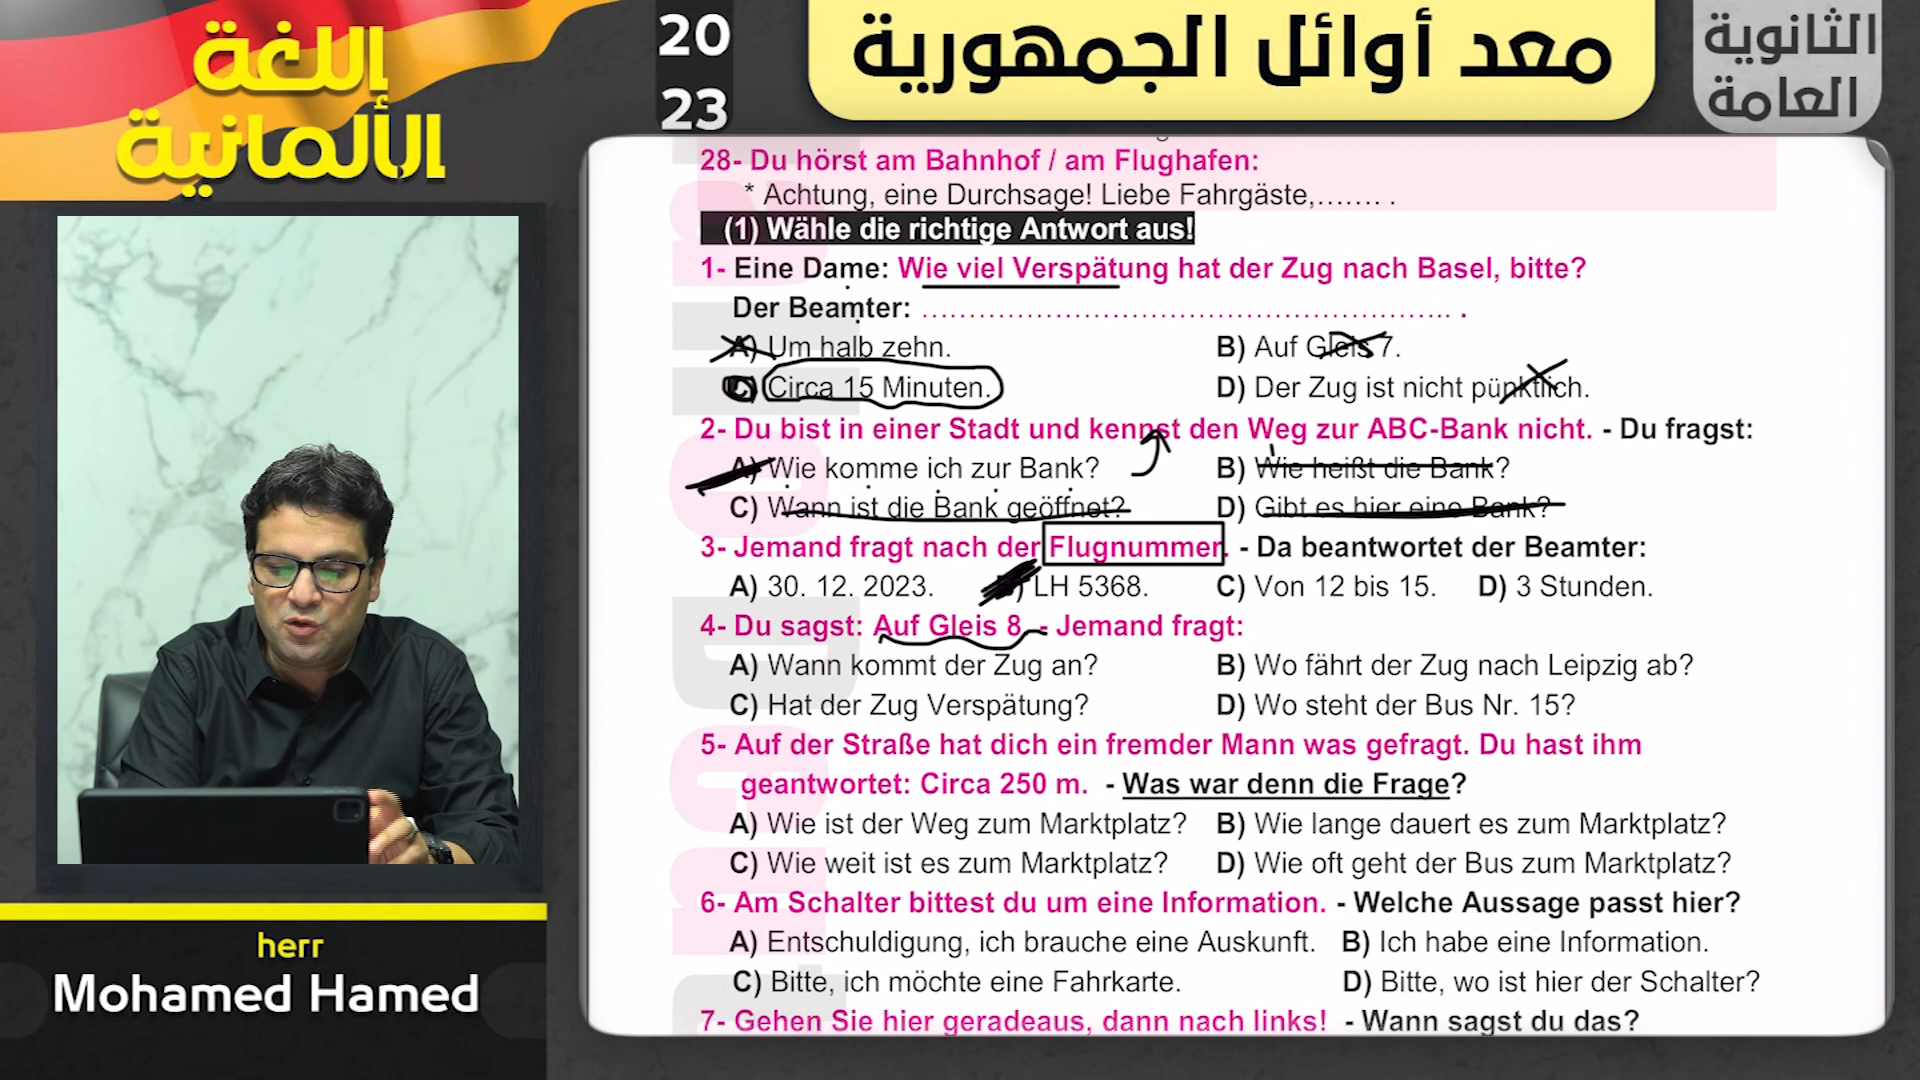 اللغة
الألمانية
20
23
معد أوائل الجمهورية
الثانوية
العامة
28- Du hörst am Bahnhof / am Flughafen:
* Achtung, eine Durchsage! Liebe Fahrgäste,....... .
(1) Wähle die richtige Antwort aus!
1- Eine Dame: Wie viel Verspätung hat der Zug nach Basel, bitte?
Der Beamter: ........................................................ .
A) Um halb zehn. B) Auf Gleis 7.
C) Circa 15 Minuten. D) Der Zug ist nicht pünktlich.
2- Du bist in einer Stadt und kennst den Weg zur ABC-Bank nicht. - Du fragst:
A) Wie komme ich zur Bank? B) Wie heißt die Bank?
C) Wann ist die Bank geöffnet? D) Gibt es hier eine Bank?
3- Jemand fragt nach der Flugnummer. - Da beantwortet der Beamter:
A) 30. 12. 2023. B) LH 5368. C) Von 12 bis 15. D) 3 Stunden.
4- Du sagst: Auf Gleis 8. - Jemand fragt:
A) Wann kommt der Zug an? B) Wo fährt der Zug nach Leipzig ab?
C) Hat der Zug Verspätung? D) Wo steht der Bus Nr. 15?
5- Auf der Straße hat dich ein fremder Mann was gefragt. Du hast ihm
geantwortet: Circa 250 m. - Was war denn die Frage?
A) Wie ist der Weg zum Marktplatz? B) Wie lange dauert es zum Marktplatz?
C) Wie weit ist es zum Marktplatz? D) Wie oft geht der Bus zum Marktplatz?
6- Am Schalter bittest du um eine Information. - Welche Aussage passt hier?
A) Entschuldigung, ich brauche eine Auskunft. B) Ich habe eine Information.
C) Bitte, ich möchte eine Fahrkarte. D) Bitte, wo ist hier der Schalter?
7- Gehen Sie hier geradeaus, dann nach links! - Wann sagst du das?
herr
Mohamed Hamed